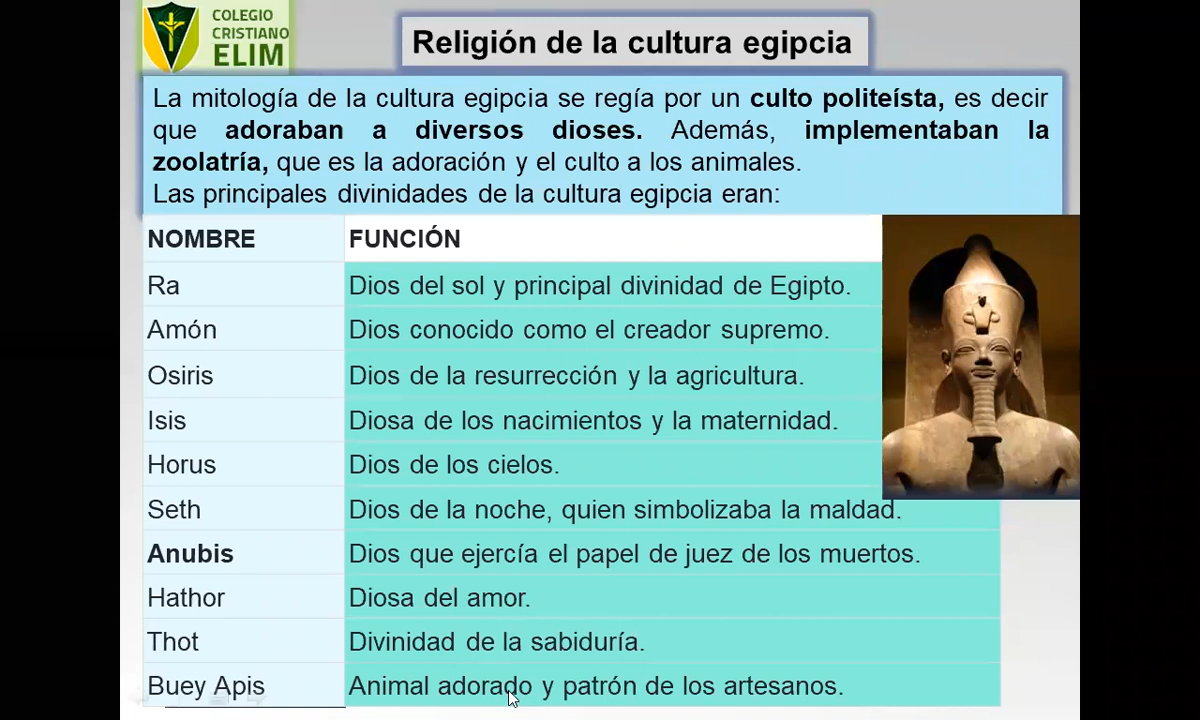 COLEGIO
CRISTIANO
ELIM
Religión de la cultura egipcia
La mitología de la cultura egipcia se regía por un culto politeísta, es decir
que adoraban a diversos dioses. Además, implementaban la
zoolatría, que es la adoración y el culto a los animales.
Las principales divinidades de la cultura egipcia eran:
NOMBRE FUNCIÓN
Ra Dios del sol y principal divinidad de Egipto.
Amón Dios conocido como el creador supremo.
Osiris Dios de la resurrección y la agricultura.
Isis Diosa de los nacimientos y la maternidad.
Horus Dios de los cielos.
Seth Dios de la noche, quien simbolizaba la maldad.
Anubis Dios que ejercía el papel de juez de los muertos.
Hathor Diosa del amor.
Thot Divinidad de la sabiduría.
Buey Apis Animal adorado y patrón de los artesanos.